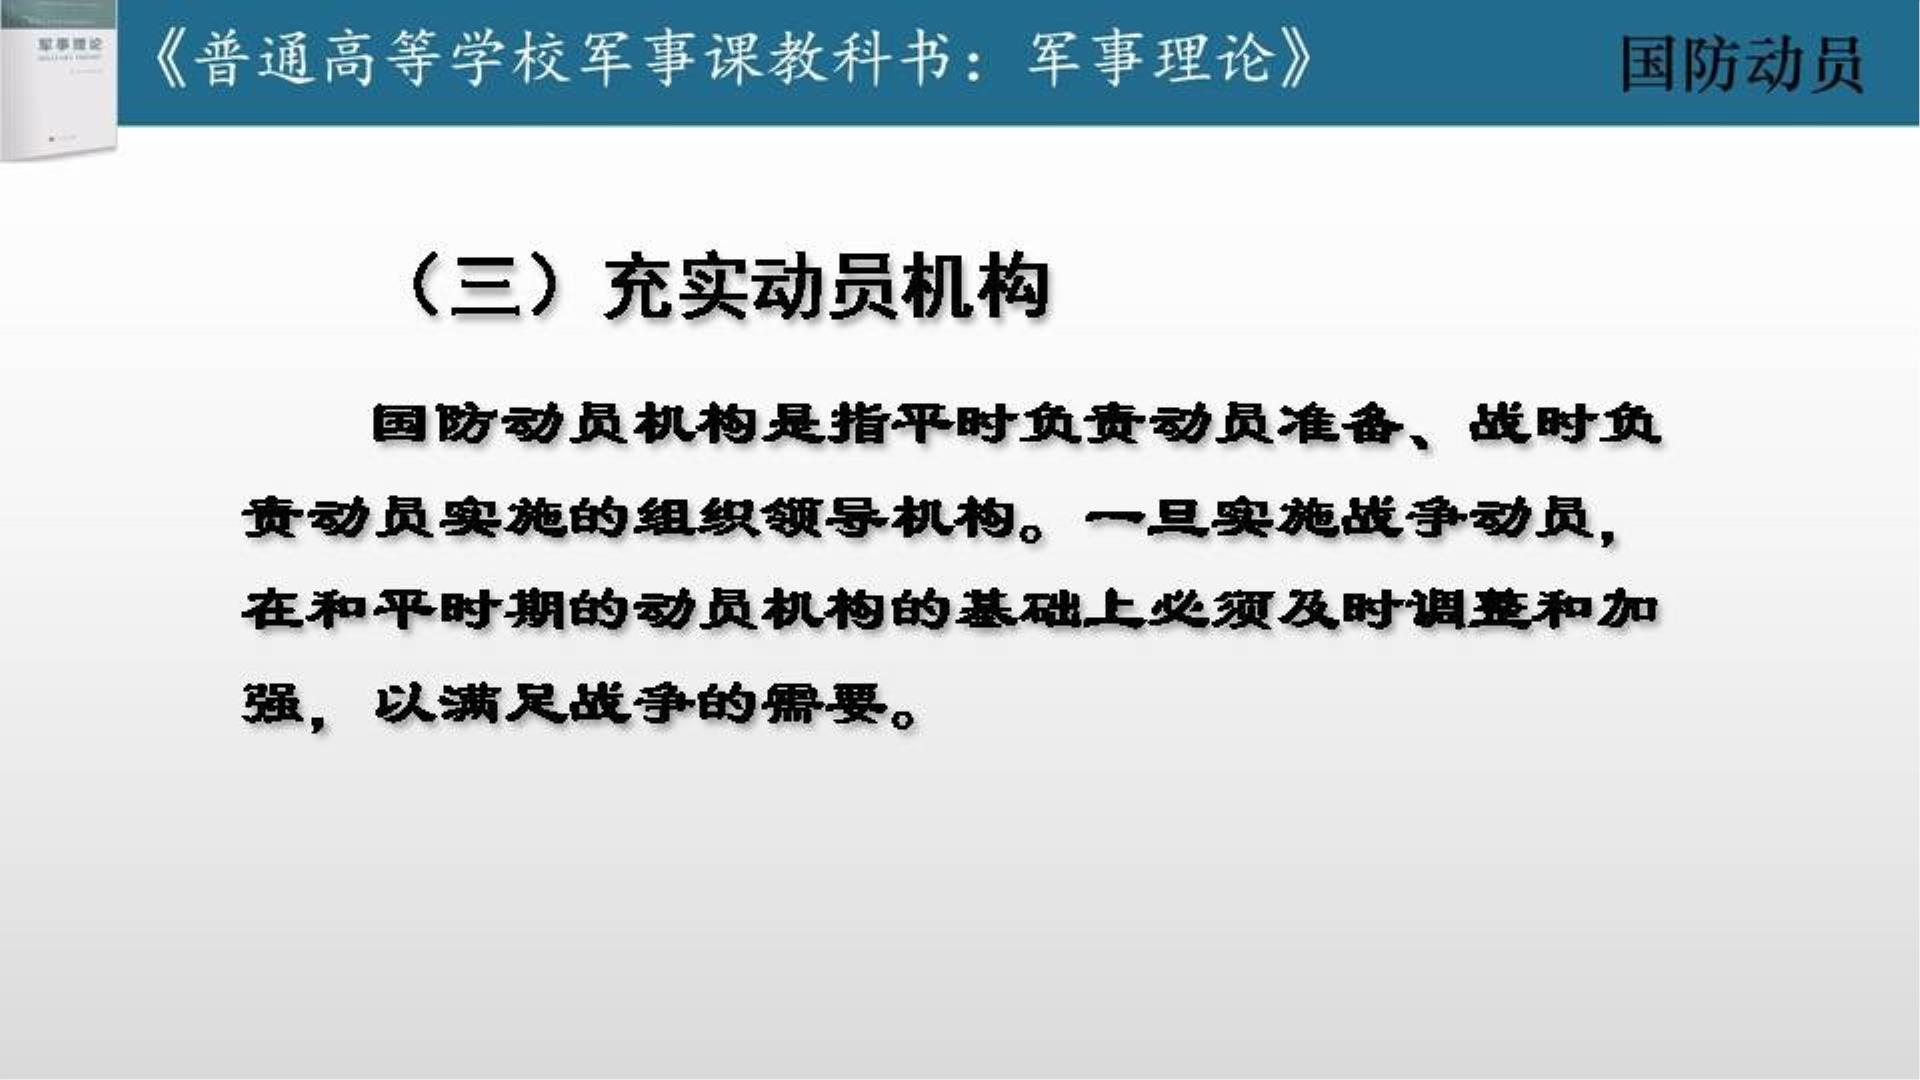 军事理论
《普通高等学校军事课教科书：军事理论》
国防动员
（三）充实动员机构
国防动员机构是指平时负责动员准备、战时负
责动员实施的组织领导机构。一旦实施战争动员，
在和平时期的动员机构的基础上必须及时调整和加
强，以满足战争的需要。